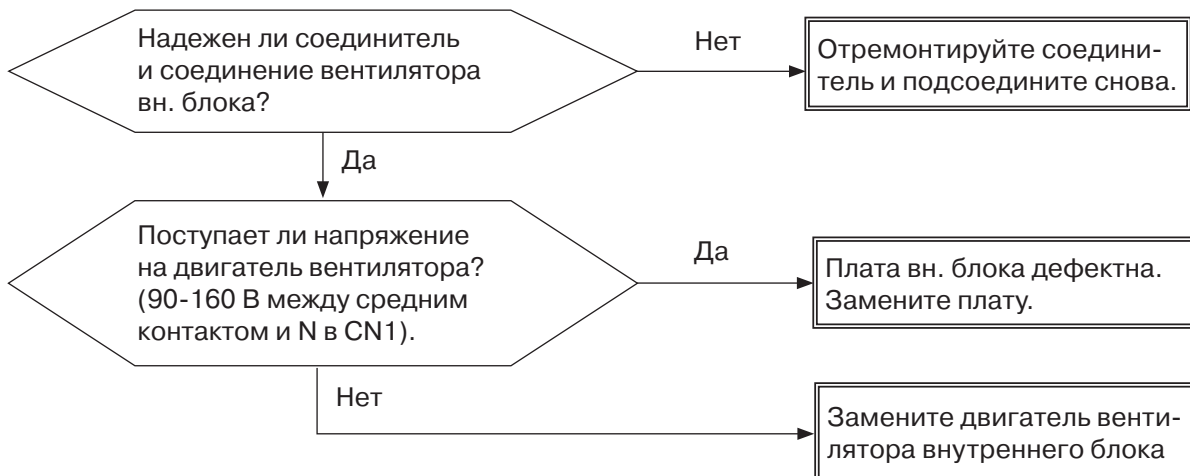 Надежен ли соединитель
и соединение вентилятора
вн. блока?
Нет
Отремонтируйте соедини-
тель и подсоедините снова.
Да
Поступает ли напряжение
на двигатель вентилятора?
(90-160 В между средним
контактом и N в CN1).
Да
Плата вн. блока дефектна.
Замените плату.
Нет
Замените двигатель венти-
лятора внутреннего блока